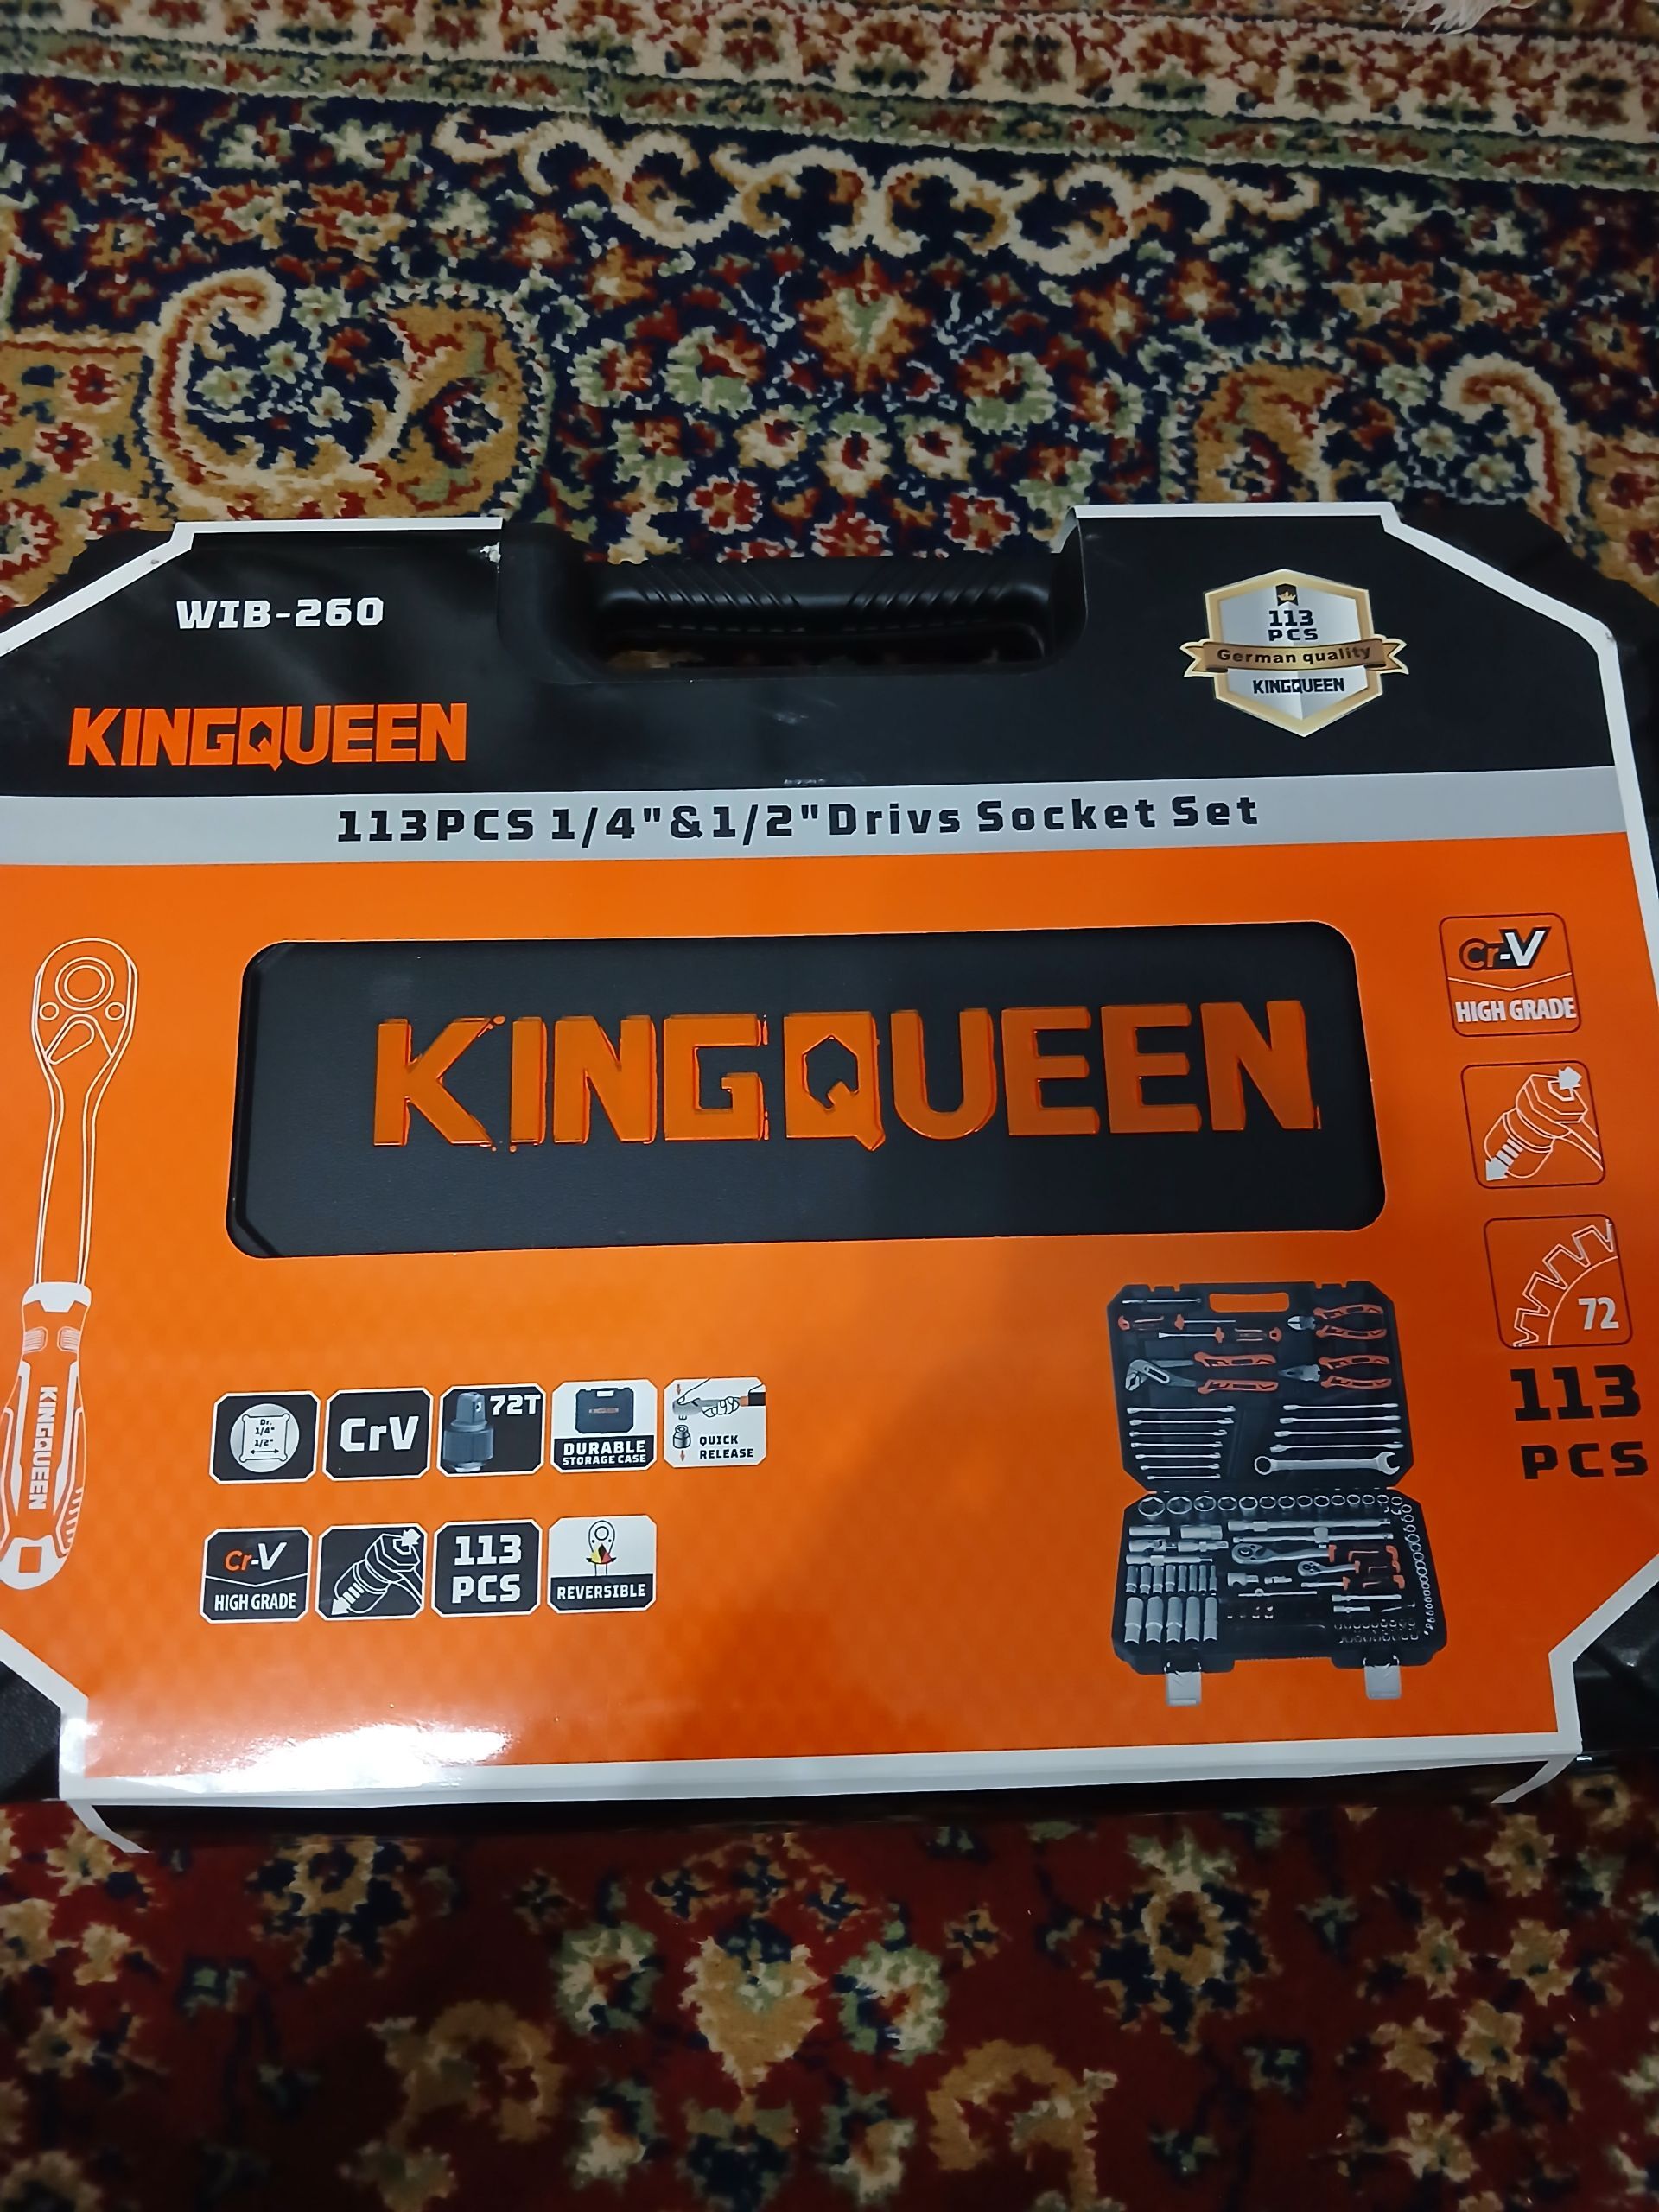 WIB-260
KINGQUEEN
113
PCS
German quality
KINGQUEEN
113PCS 1/4"&1/2"Drivs Socket Set
KINGQUEEN
Cr-V
HIGH GRADE
72
113
PCS
KINGQUEEN
Dr.
1/4"
1/2"
CrV
72T
DURABLE
STORAGE CASE
QUICK
RELEASE
Cr-V
HIGH GRADE
113
PCS
REVERSIBLE